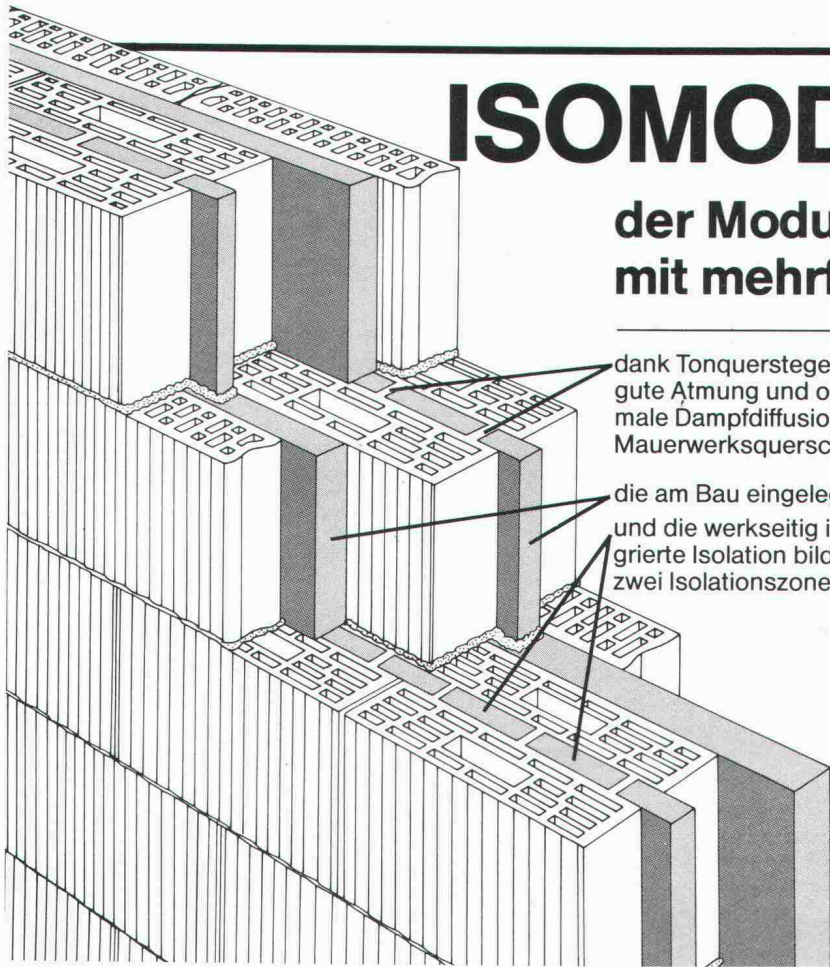 ISOMOD
der Modu
mit mehrf
dank Tonquerstege
gute Atmung und o
male Dampfdiffusio
Mauerwerksquersc
die am Bau eingeleg
und die werkseitig i
grierte Isolation bild
zwei Isolationszone